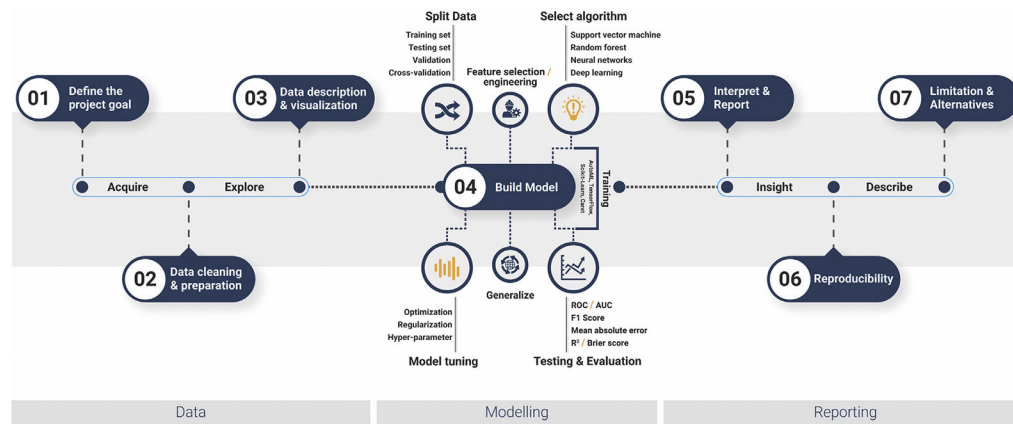 Split Data
Training set
Testing set
Validation
Cross-validation
Select algorithm
Support vector machine
Random forest
Neural networks
Deep learning
Feature selection /
engineering
01
Define the
project goal
03
Data description
& visualization
05
Interpret &
Report
07
Limitation &
Alternatives
Acquire
Explore
04
Build Model
AutoML, TensorFlow,
Scikit-Learn, Caret
Training
Insight
Describe
02
Data cleaning
& preparation
06
Reproducibility
Generalize
Optimization
Regularization
Hyper-parameter
Model tuning
ROC / AUC
F1 Score
Mean absolute error
R² / Brier score
Testing & Evaluation
Data
Modelling
Reporting